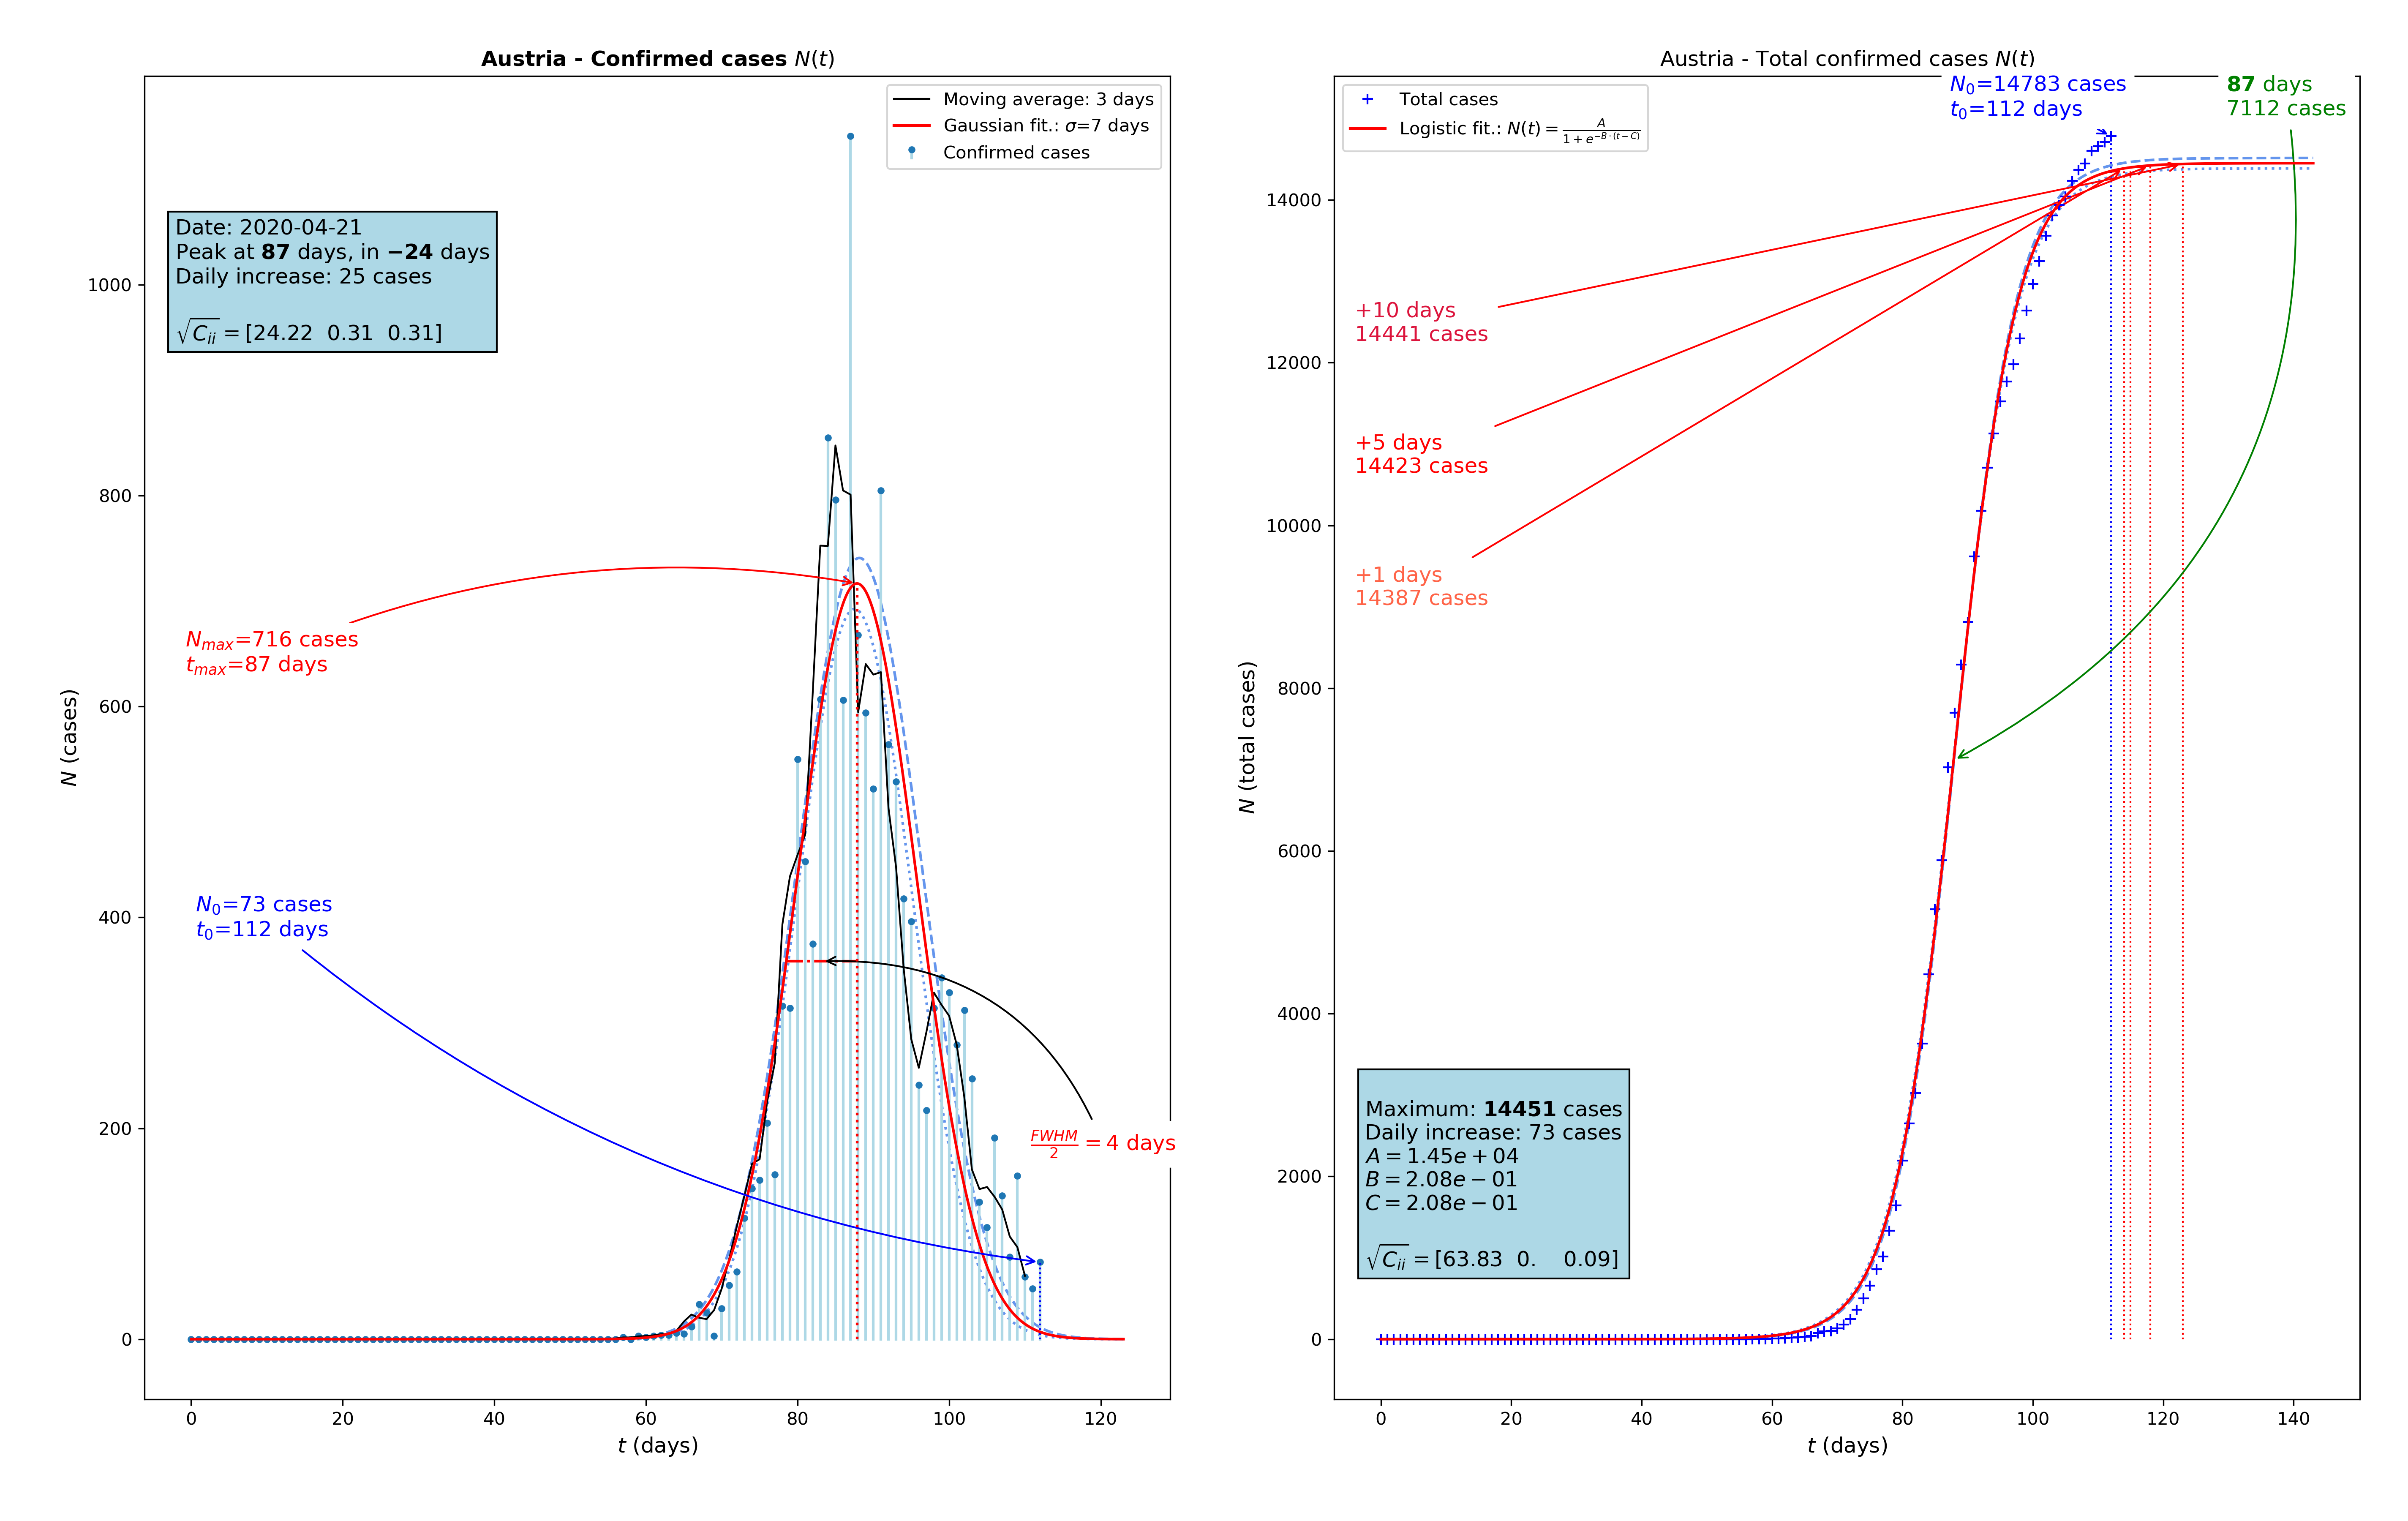 Austria - Confirmed cases N(t)
Moving average: 3 days
Gaussian fit.: σ=7 days
Confirmed cases
Date: 2020-04-21
Peak at 87 days, in −24 days
Daily increase: 25 cases
√C_ii = [24.22 0.31 0.31]
N_max=716 cases
t_max=87 days
N_0=73 cases
t_0=112 days
FWHM/2 = 4 days
N (cases)
1000
800
600
400
200
0
0 20 40 60 80 100 120
t (days)
Austria - Total confirmed cases N(t)
Total cases
Logistic fit.: N(t) = A/(1 + e^{−B·(t−C)})
N_0=14783 cases
t_0=112 days
87 days
7112 cases
+10 days
14441 cases
+5 days
14423 cases
+1 days
14387 cases
Maximum: 14451 cases
Daily increase: 73 cases
A = 1.45e + 04
B = 2.08e − 01
C = 2.08e − 01
√C_ii = [63.83 0. 0.09]
N (total cases)
14000
12000
10000
8000
6000
4000
2000
0
0 20 40 60 80 100 120 140
t (days)